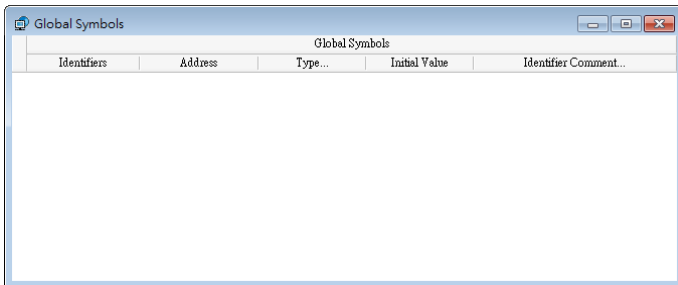 Global Symbols
Global Symbols
Identifiers Address Type... Initial Value Identifier Comment...